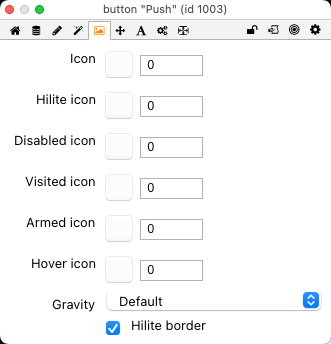 button "Push" (id 1003)
A
Icon 0
Hilite icon 0
Disabled icon 0
Visited icon 0
Armed icon 0
Hover icon 0
Gravity Default
Hilite border